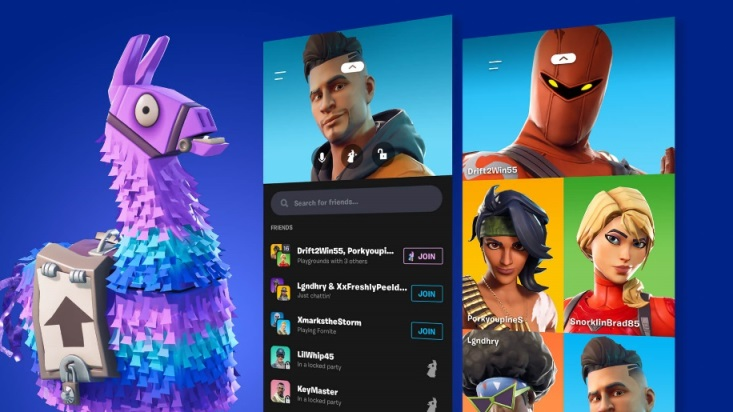 Search for friends...
FRIENDS
16
Drift2Win55, Porkyoupi...
Playgrounds with 3 others
JOIN
Lgndhry & XxFreshlyPeeld...
Just chattin'
JOIN
XmarkstheStorm
Playing Fornite
JOIN
LilWhip45
In a locked party
KeyMaster
In a locked party
Drift2Win55
PorkyoupineS
SnorklinBrad85
Lgndhry